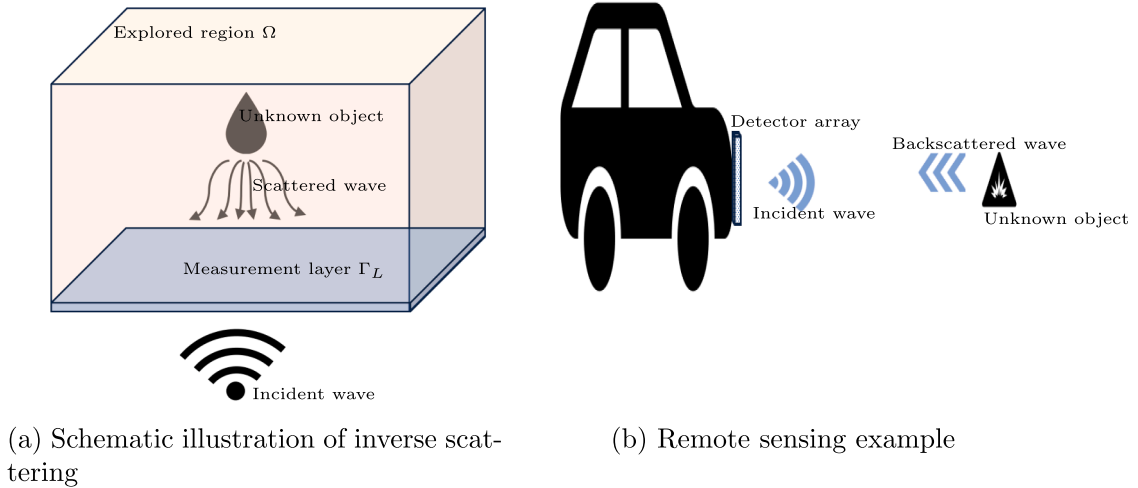 Explored region Ω
Unknown object
Scattered wave
Measurement layer Γ_L
Incident wave
(a) Schematic illustration of inverse scat-
tering
Detector array
Backscattered wave
Incident wave
Unknown object
(b) Remote sensing example